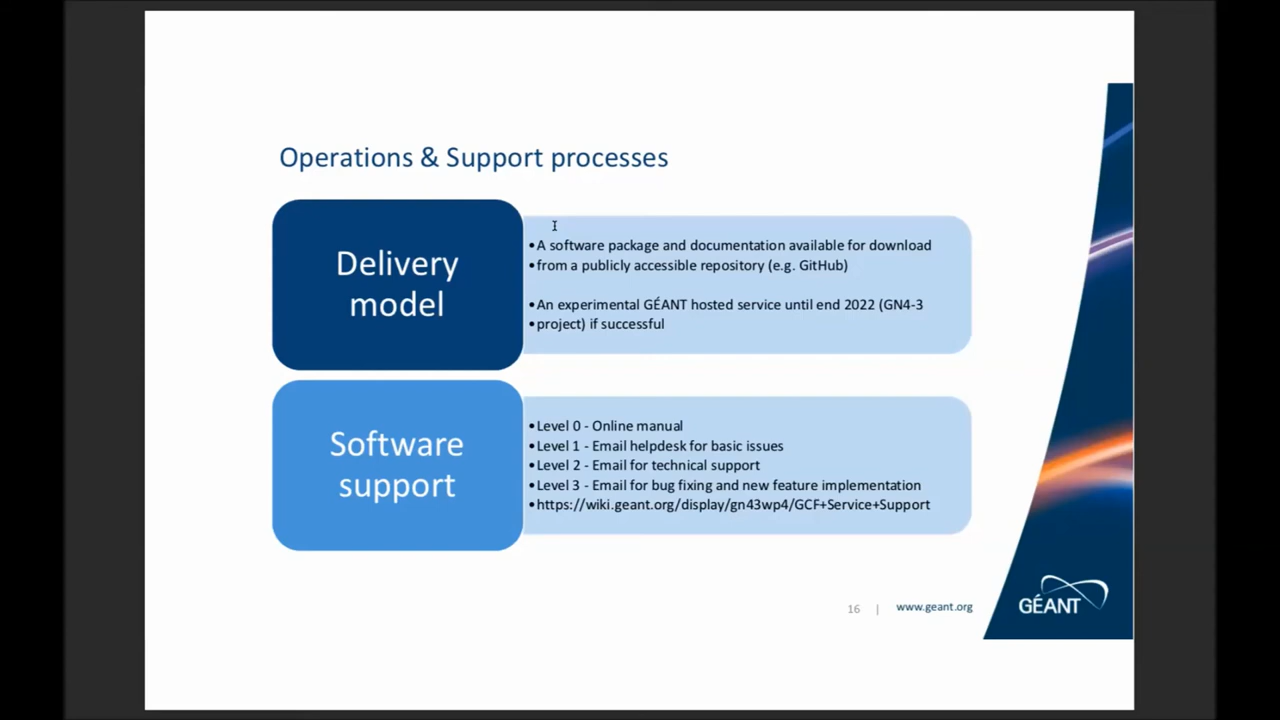 Operations & Support processes
Delivery
model
•A software package and documentation available for download
•from a publicly accessible repository (e.g. GitHub)
•An experimental GÉANT hosted service until end 2022 (GN4-3
•project) if successful
Software
support
•Level 0 - Online manual
•Level 1 - Email helpdesk for basic issues
•Level 2 - Email for technical support
•Level 3 - Email for bug fixing and new feature implementation
•https://wiki.geant.org/display/gn43wp4/GCF+Service+Support
16 | www.geant.org
GÉANT